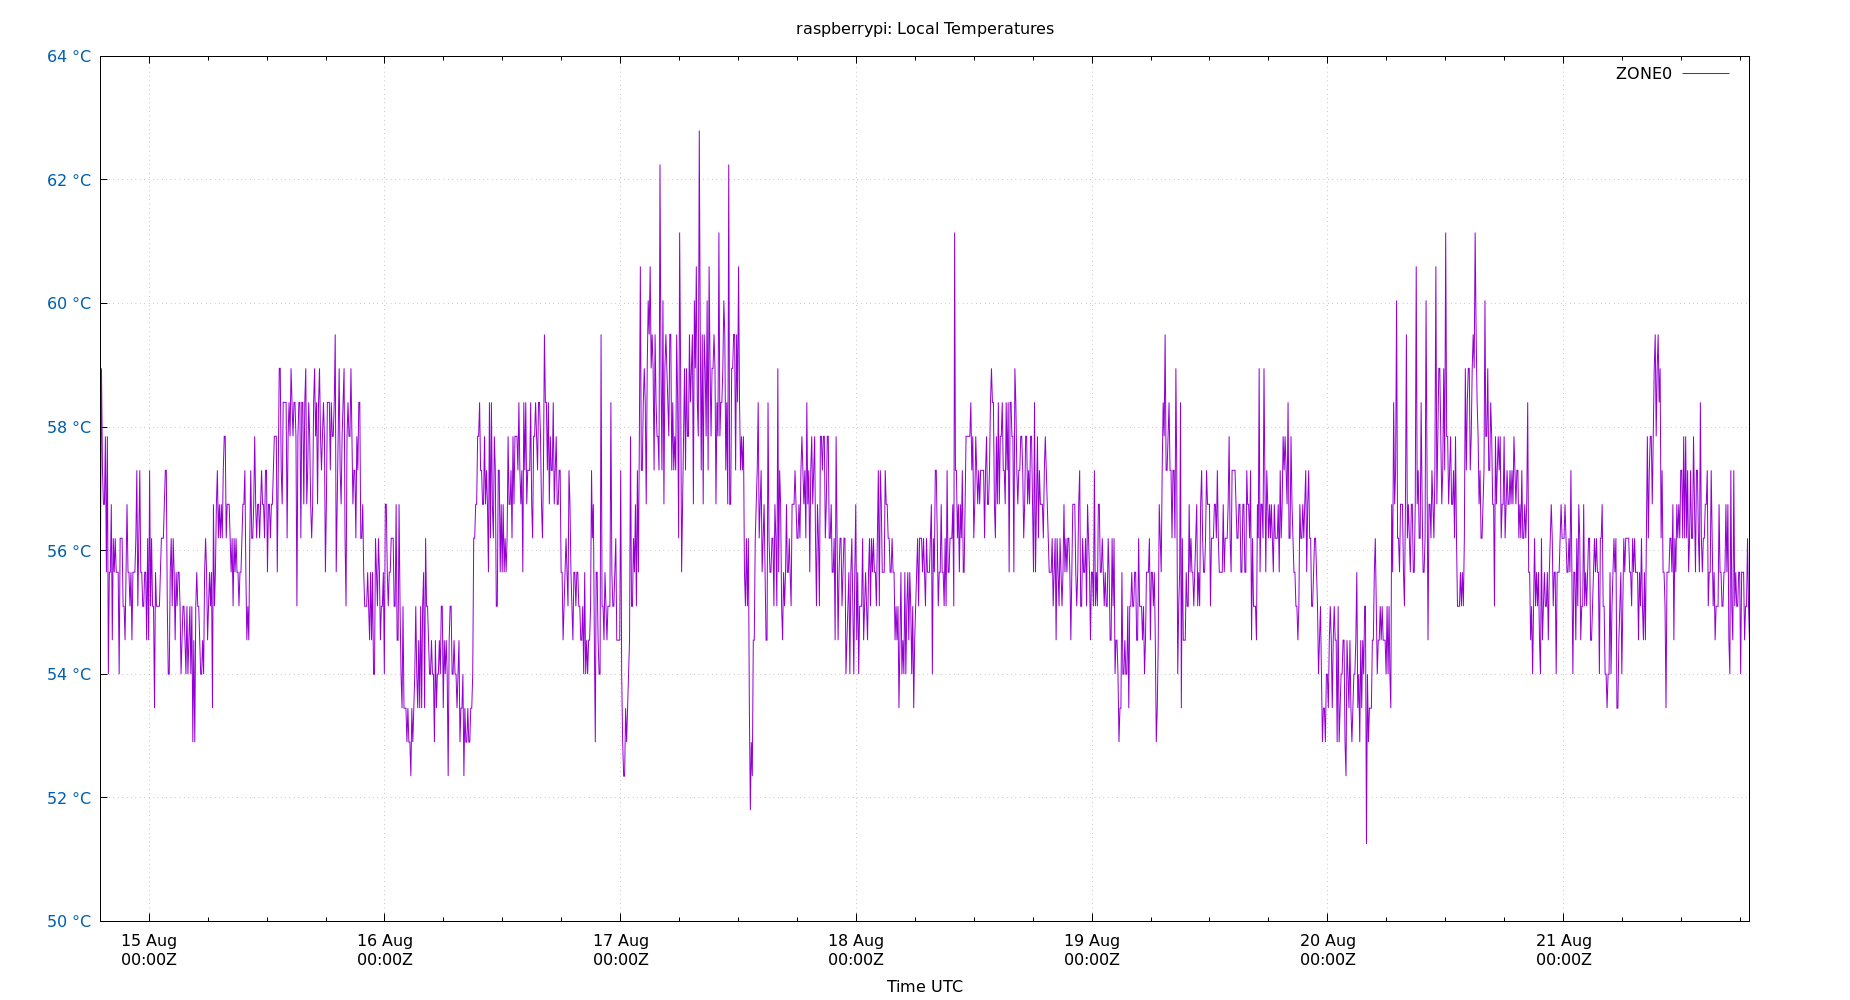 raspberrypi: Local Temperatures
64 °C
ZONE0
62 °C
60 °C
58 °C
56 °C
54 °C
52 °C
50 °C
15 Aug 16 Aug 17 Aug 18 Aug 19 Aug 20 Aug 21 Aug
00:00Z 00:00Z 00:00Z 00:00Z 00:00Z 00:00Z 00:00Z
Time UTC